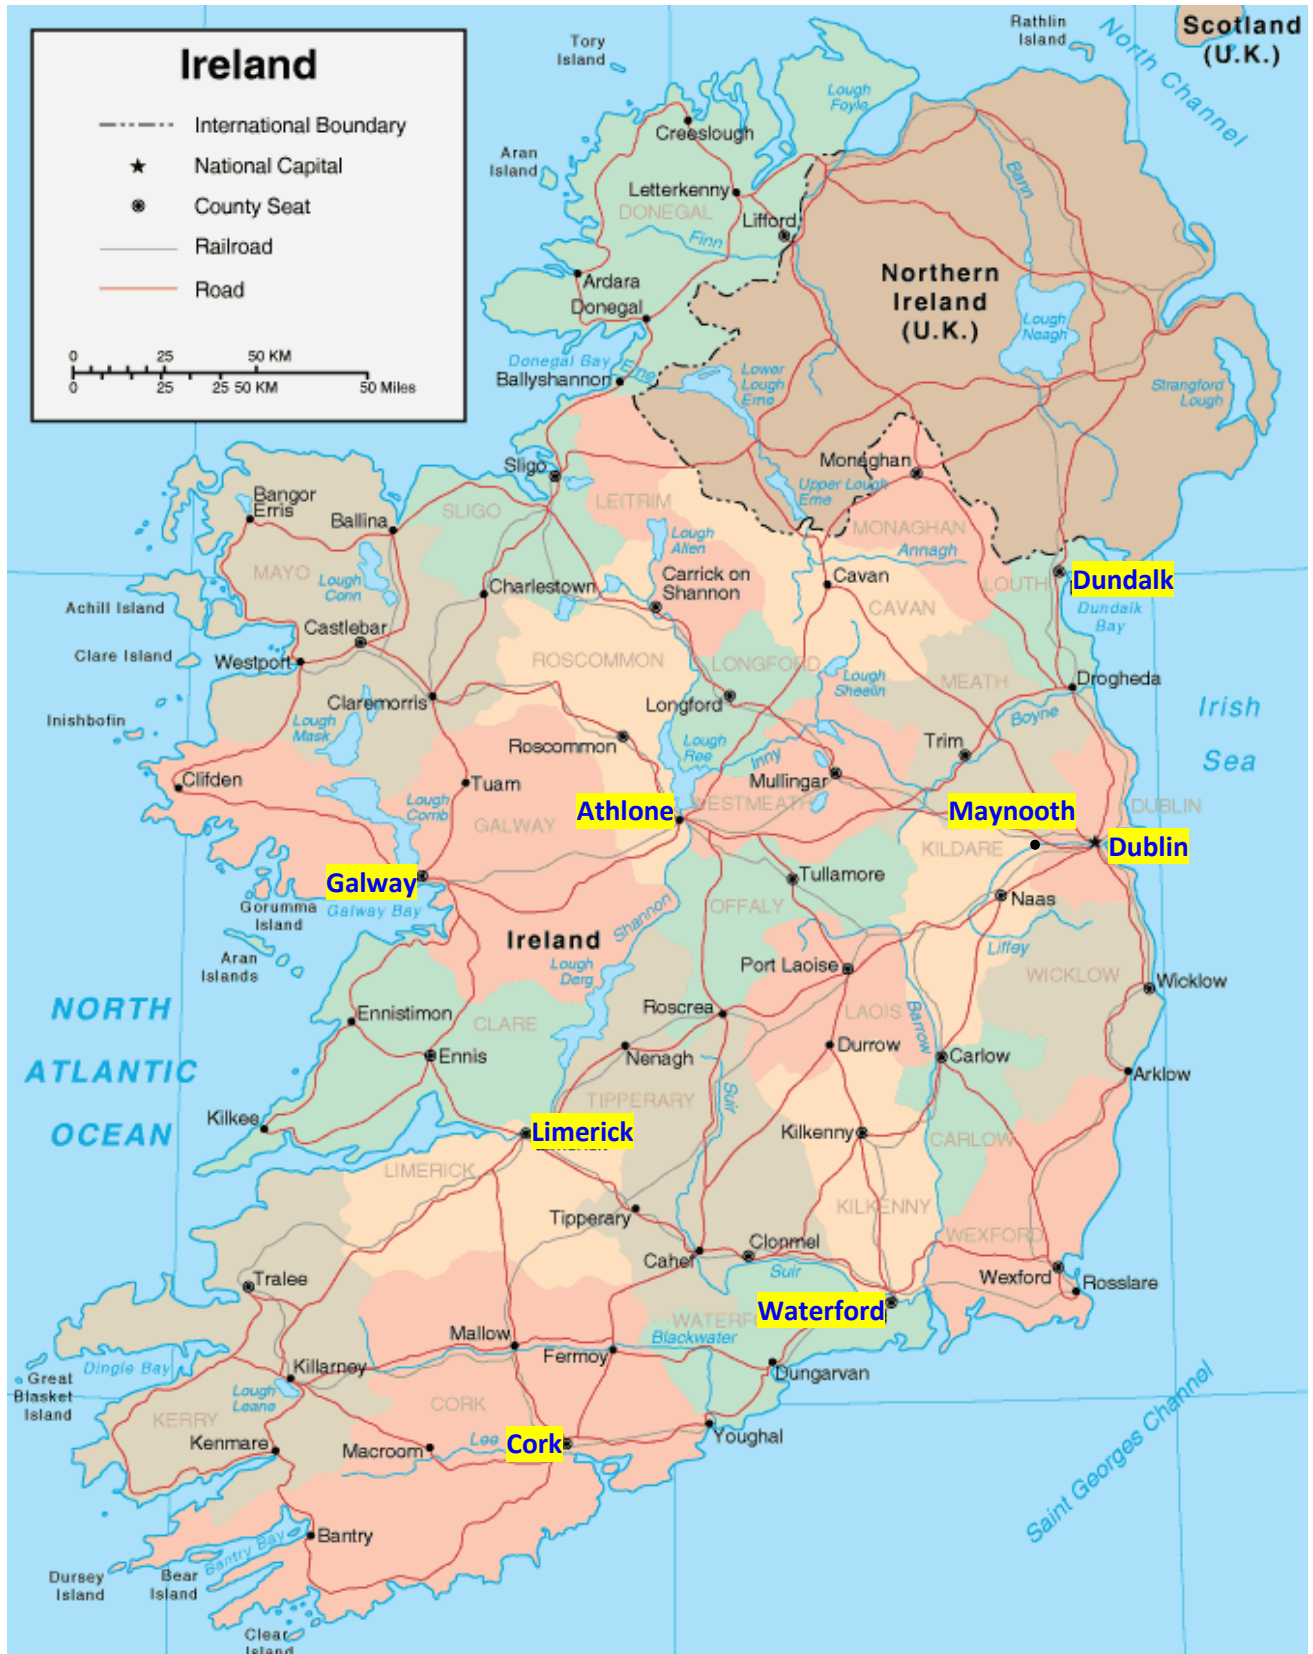 Ireland
International Boundary
National Capital
County Seat
Railroad
Road
0 25 50 KM
0 25 25 50 KM 50 Miles
Scotland
(U.K.)
Rathlin
Island
North Channel
Tory
Island
Lough
Foyle
Creeslough
Aran
Island
Letterkenny
DONEGAL
Lifford
Finn
Bann
Ardara
Donegal
Northern
Ireland
(U.K.)
Lough
Neagh
Donegal Bay
Erne
Ballyshannon
Lower
Lough
Erne
Strangford
Lough
Sligo
Monaghan
Upper Lough
Erne
Bangor
Erris
Ballina
SLIGO
LEITRIM
MONAGHAN
Annagh
Lough
Allen
MAYO
Lough
Conn
Charlestown
Carrick on
Shannon
Cavan
CAVAN
LOUTH
Dundalk
Dundalk
Bay
Achill Island
Castlebar
Clare Island
Westport
ROSCOMMON
LONGFORD
Lough
Sheelin
MEATH
Drogheda
Claremorris
Longford
Boyne
Irish
Sea
Inishbofin
Lough
Mask
Roscommon
Lough
Ree
Inny
Trim
Mullingar
Clifden
Tuam
Lough
Corrib
GALWAY
Athlone
WESTMEATH
Maynooth
DUBLIN
Dublin
KILDARE
Galway
Tullamore
Naas
Gorumma
Island
Galway Bay
OFFALY
Shannon
Ireland
Liffey
Aran
Islands
Lough
Derg
Port Laoise
WICKLOW
Wicklow
NORTH
ATLANTIC
OCEAN
Ennistimon
CLARE
Roscrea
LAOIS
Barrow
Ennis
Nenagh
Durrow
Carlow
Arklow
TIPPERARY
Suir
Kilkee
Limerick
Kilkenny
CARLOW
LIMERICK
Tipperary
KILKENNY
WEXFORD
Cahef
Clonmel
Suir
Wexford
Rosslare
Tralee
Waterford
WATERFO
Mallow
Blackwater
Fermoy
Dingle Bay
Killarney
Dungarvan
Great
Blasket
Island
Lough
Leane
CORK
KERRY
Kenmare
Macroom
Lee
Cork
Youghal
Saint Georges Channel
Bantry
Bantry Bay
Dursey
Island
Bear
Island
Clear
Island